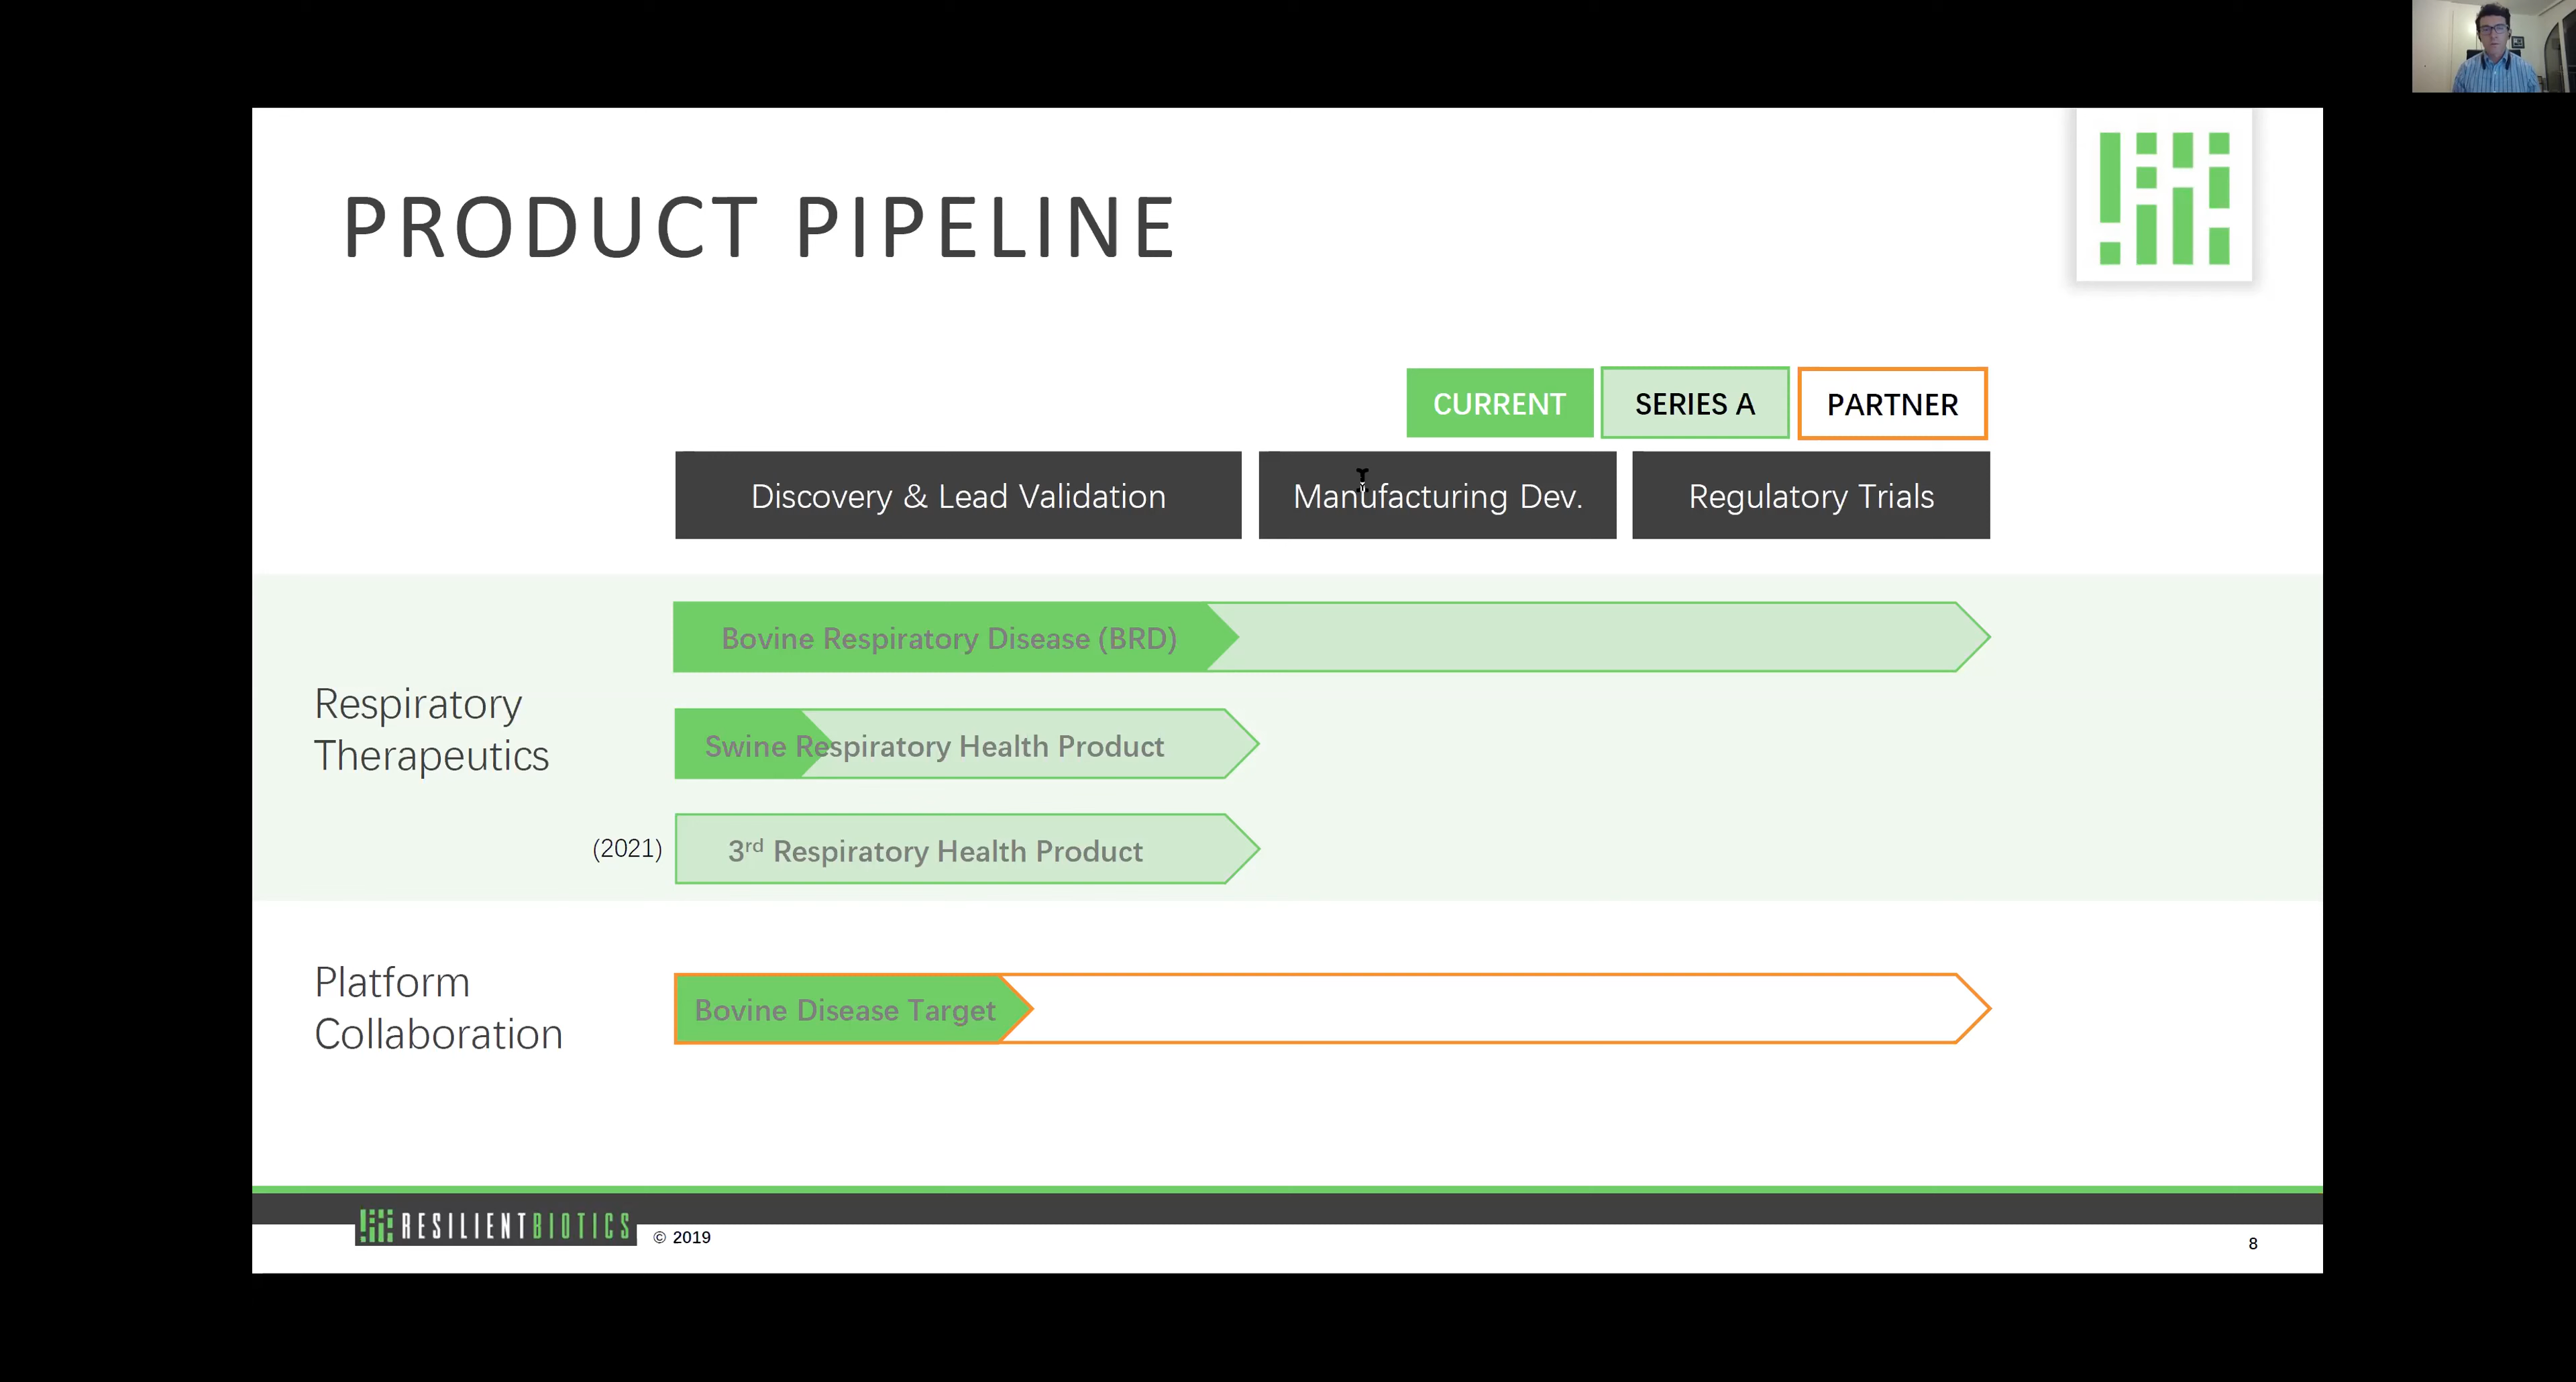 PRODUCT PIPELINE
CURRENT
SERIES A
PARTNER
Discovery & Lead Validation
Manufacturing Dev.
Regulatory Trials
Respiratory
Therapeutics
Bovine Respiratory Disease (BRD)
Swine Respiratory Health Product
(2021)
3rd Respiratory Health Product
Platform
Collaboration
Bovine Disease Target
RESILIENTBIOTICS
© 2019
8